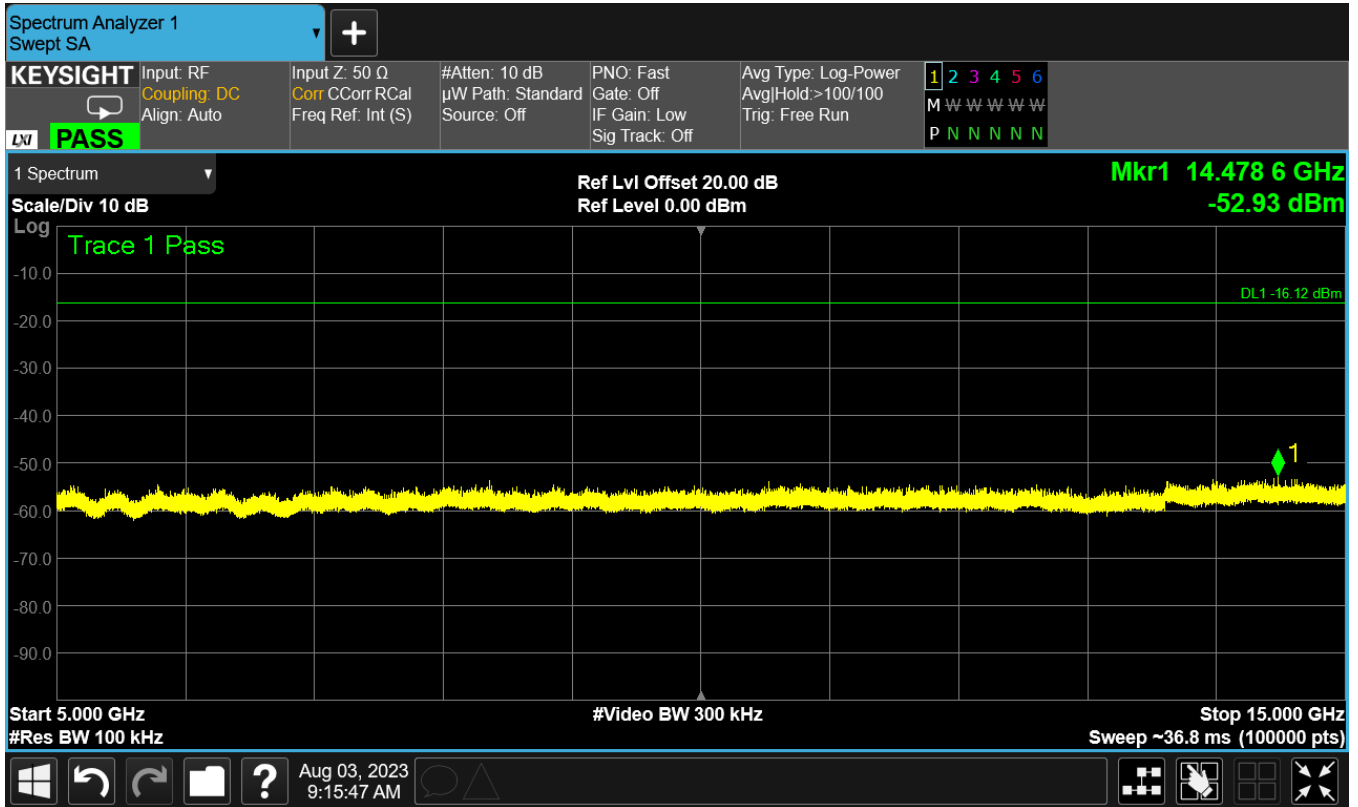 Spectrum Analyzer 1
Swept SA
KEYSIGHT
LXI PASS
Input: RF
Coupling: DC
Align: Auto
Input Z: 50 Ω
Corr CCorr RCal
Freq Ref: Int (S)
#Atten: 10 dB
µW Path: Standard
Source: Off
PNO: Fast
Gate: Off
IF Gain: Low
Sig Track: Off
Avg Type: Log-Power
Avg|Hold:>100/100
Trig: Free Run
1 2 3 4 5 6
M W W W W W
P N N N N N
1 Spectrum
Scale/Div 10 dB
Ref Lvl Offset 20.00 dB
Ref Level 0.00 dBm
Mkr1 14.478 6 GHz
-52.93 dBm
Log
Trace 1 Pass
-10.0
DL1 -16.12 dBm
-20.0
-30.0
-40.0
1
-50.0
-60.0
-70.0
-80.0
-90.0
Start 5.000 GHz
#Video BW 300 kHz
Stop 15.000 GHz
#Res BW 100 kHz
Sweep ~36.8 ms (100000 pts)
?
Aug 03, 2023
9:15:47 AM